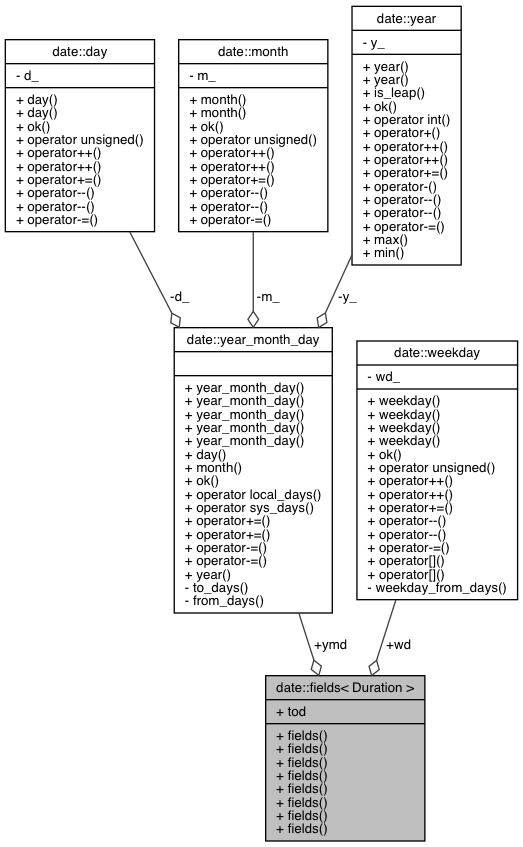 date::day
- d_
+ day()
+ day()
+ ok()
+ operator unsigned()
+ operator++()
+ operator++()
+ operator+=()
+ operator--()
+ operator--()
+ operator-=()
date::month
- m_
+ month()
+ month()
+ ok()
+ operator unsigned()
+ operator++()
+ operator++()
+ operator+=()
+ operator--()
+ operator--()
+ operator-=()
date::year
- y_
+ year()
+ year()
+ is_leap()
+ ok()
+ operator int()
+ operator+()
+ operator++()
+ operator++()
+ operator+=()
+ operator-()
+ operator--()
+ operator--()
+ operator-=()
+ max()
+ min()
-d_
-m_
-y_
date::year_month_day
+ year_month_day()
+ year_month_day()
+ year_month_day()
+ year_month_day()
+ year_month_day()
+ day()
+ month()
+ ok()
+ operator local_days()
+ operator sys_days()
+ operator+=()
+ operator+=()
+ operator-=()
+ operator-=()
+ year()
- to_days()
- from_days()
date::weekday
- wd_
+ weekday()
+ weekday()
+ weekday()
+ weekday()
+ ok()
+ operator unsigned()
+ operator++()
+ operator++()
+ operator+=()
+ operator--()
+ operator--()
+ operator-=()
+ operator[]()
+ operator[]()
- weekday_from_days()
+ymd
+wd
date::fields< Duration >
+ tod
+ fields()
+ fields()
+ fields()
+ fields()
+ fields()
+ fields()
+ fields()
+ fields()